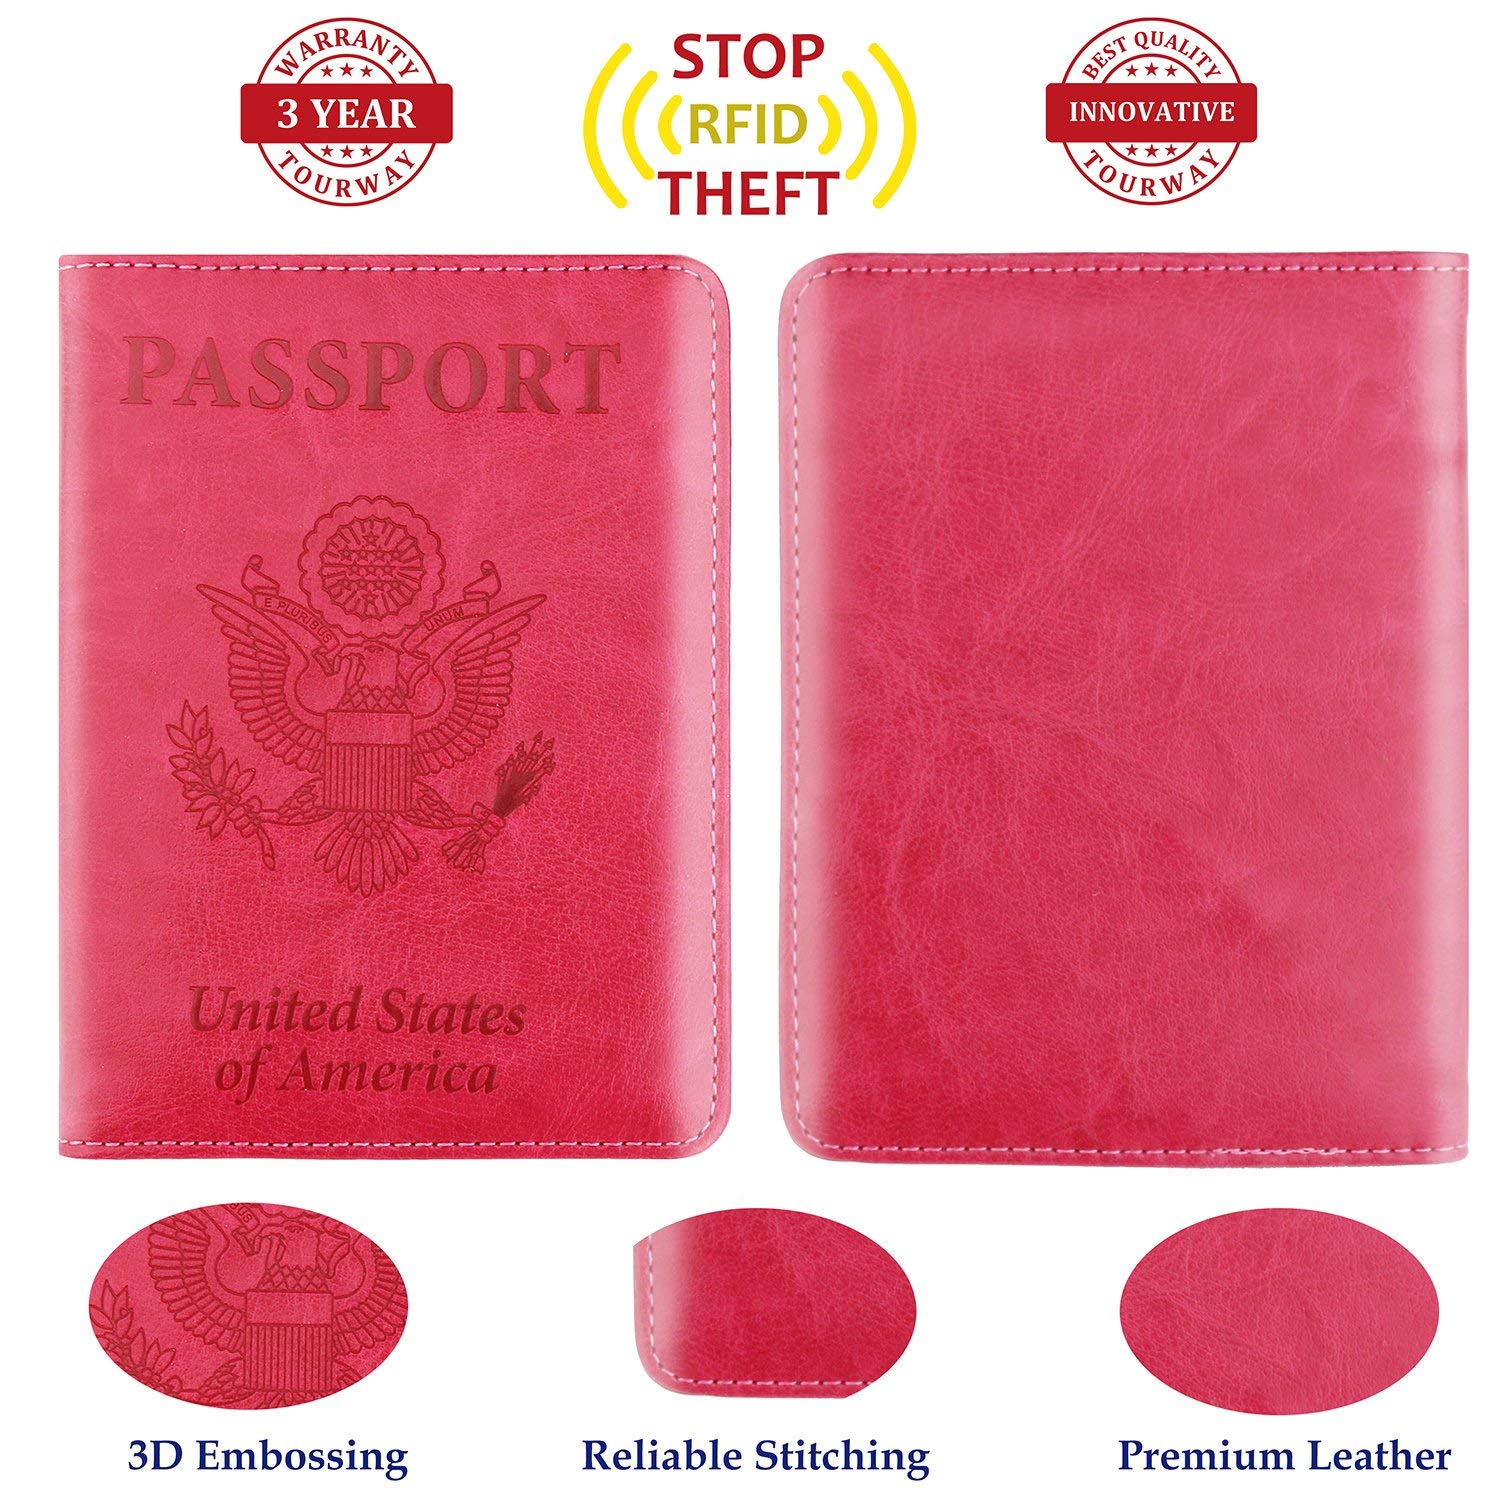 WARRANTY
3 YEAR
TOURWAY
STOP
RFID
THEFT
BEST QUALITY
INNOVATIVE
TOURWAY
PASSPORT
E PLURIBUS UNUM
United States
of America
3D Embossing
Reliable Stitching
Premium Leather